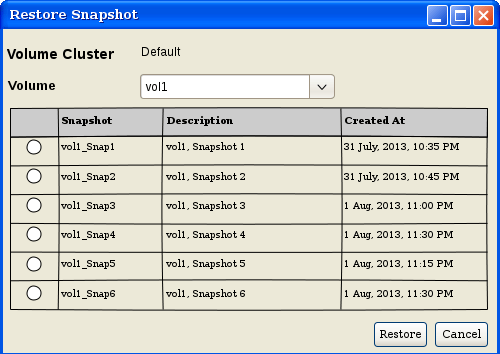 Restore Snapshot
Volume Cluster Default
Volume vol1
Snapshot Description Created At
vol1_Snap1 vol1, Snapshot 1 31 July, 2013, 10:35 PM
vol1_Snap2 vol1, Snapshot 2 31 July, 2013, 10:45 PM
vol1_Snap3 vol1, Snapshot 3 1 Aug, 2013, 11:00 PM
vol1_Snap4 vol1, Snapshot 4 1 Aug, 2013, 11:30 PM
vol1_Snap5 vol1, Snapshot 5 1 Aug, 2013, 11:15 PM
vol1_Snap6 vol1, Snapshot 6 1 Aug, 2013, 11:30 PM
Restore Cancel